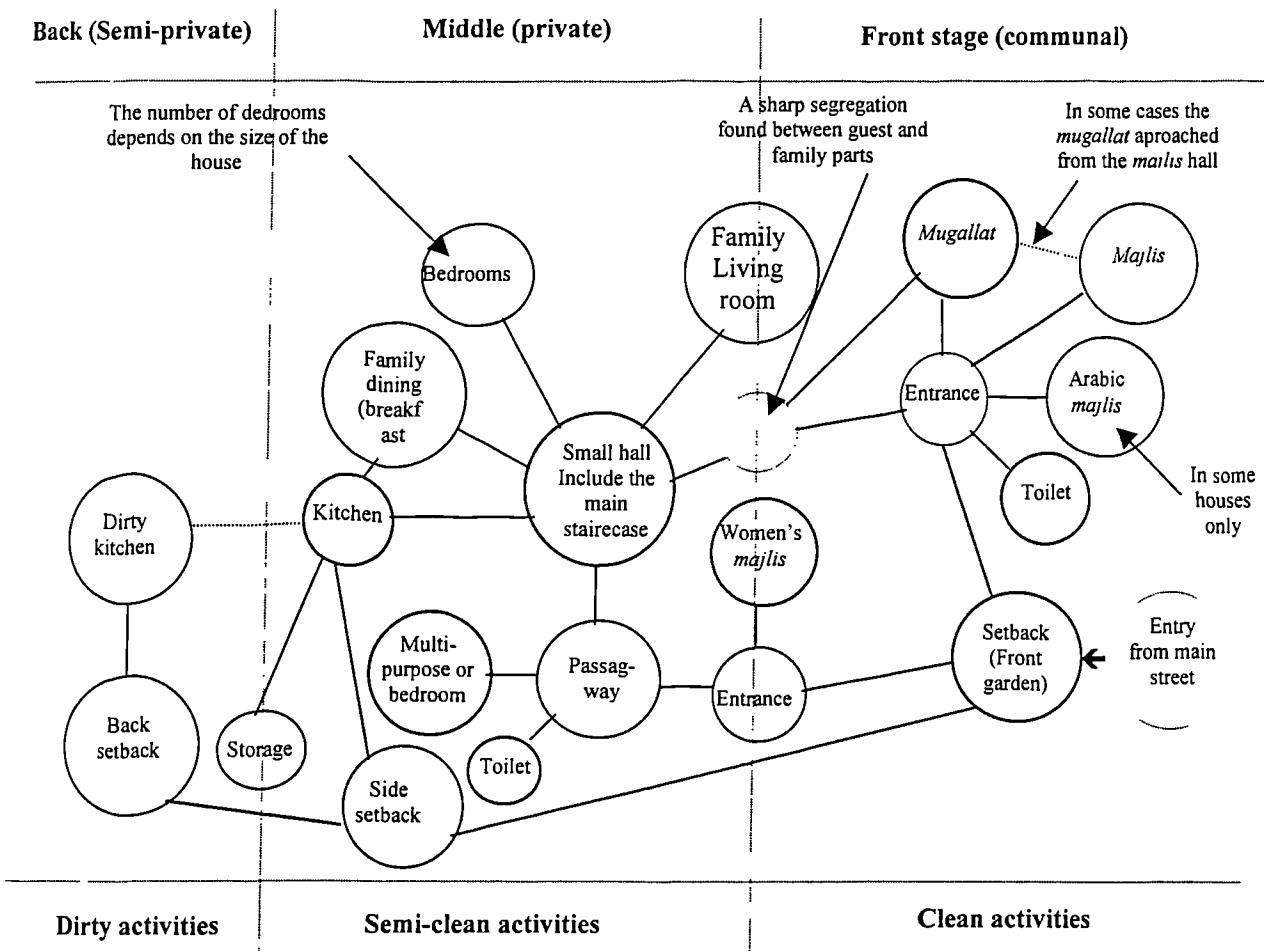 Back (Semi-private)
Middle (private)
Front stage (communal)
The number of dedrooms
depends on the size of the
house
A sharp segregation
found between guest and
family parts
In some cases the
mugallat aproached
from the majlis hall
Bedrooms
Family
Living
room
Mugallat
Majlis
Family
dining
(breakf
ast
Entrance
Arabic
majlis
Small hall
Include the
main
stairecase
Kitchen
Dirty
kitchen
Toilet
In some
houses
only
Women's
majlis
Multi-
purpose or
bedroom
Passag-
way
Entrance
Setback
(Front
garden)
Entry
from main
street
Back
setback
Storage
Toilet
Side
setback
Dirty activities
Semi-clean activities
Clean activities